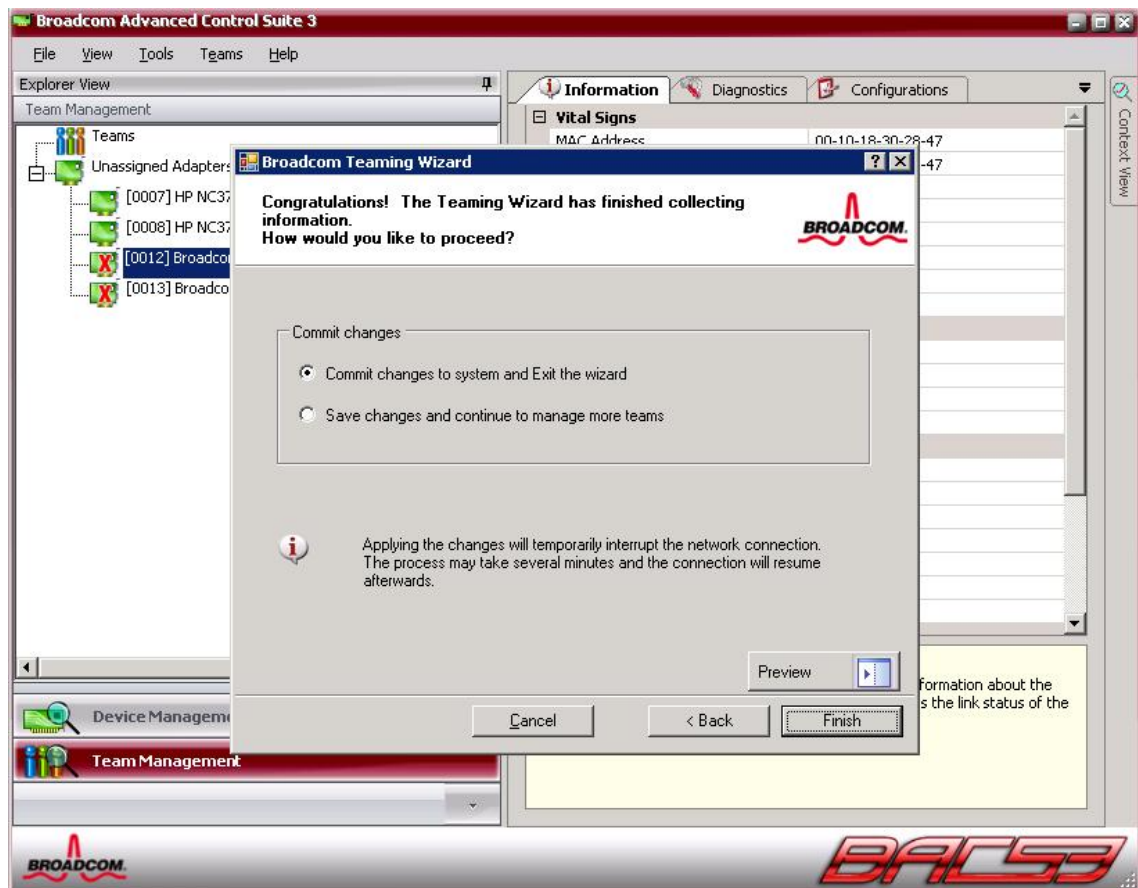 Broadcom Advanced Control Suite 3
File View Tools Teams Help
Explorer View
Team Management
Teams
Unassigned Adapters
[0007] HP NC37
[0008] HP NC37
[0012] Broadco
[0013] Broadco
Device Manageme
Team Management
Information Diagnostics Configurations
Vital Signs
MAC Address 00-10-18-30-28-47
-47
Context View
Broadcom Teaming Wizard
Congratulations! The Teaming Wizard has finished collecting
information.
How would you like to proceed?
BROADCOM.
Commit changes
Commit changes to system and Exit the wizard
Save changes and continue to manage more teams
Applying the changes will temporarily interrupt the network connection.
The process may take several minutes and the connection will resume
afterwards.
Preview
Cancel < Back Finish
formation about the
s the link status of the
BROADCOM.
BACS3